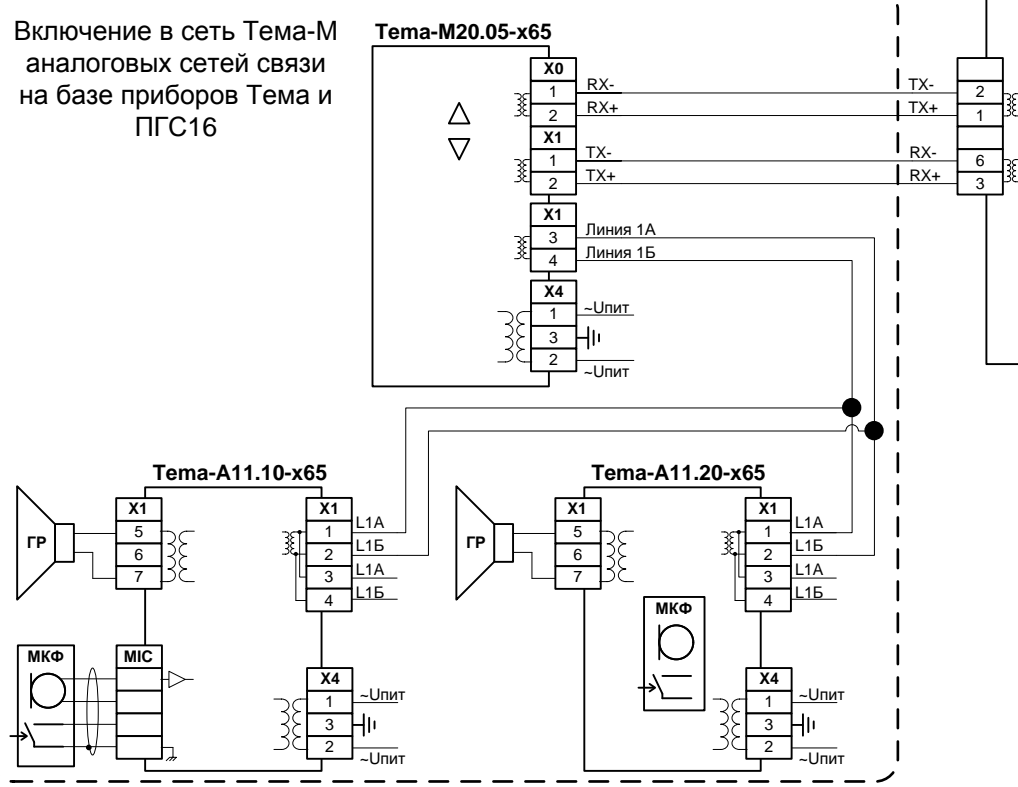 Включение в сеть Тема-М
аналоговых сетей связи
на базе приборов Тема и
ПГС16
Tema-M20.05-x65
X0
1 RX- TX- 2
2 RX+ TX+ 1
X1
1 TX- RX- 6
2 TX+ RX+ 3
X1
3 Линия 1А
4 Линия 1Б
X4
1 ~Uпит
3
2 ~Uпит
Tema-A11.10-x65
ГР
X1
5
6
7
X1
1 L1А
2 L1Б
3 L1А
4 L1Б
МКФ
MIC
X4
1 ~Uпит
3
2 ~Uпит
Tema-A11.20-x65
ГР
X1
5
6
7
X1
1 L1А
2 L1Б
3 L1А
4 L1Б
МКФ
X4
1 ~Uпит
3
2 ~Uпит